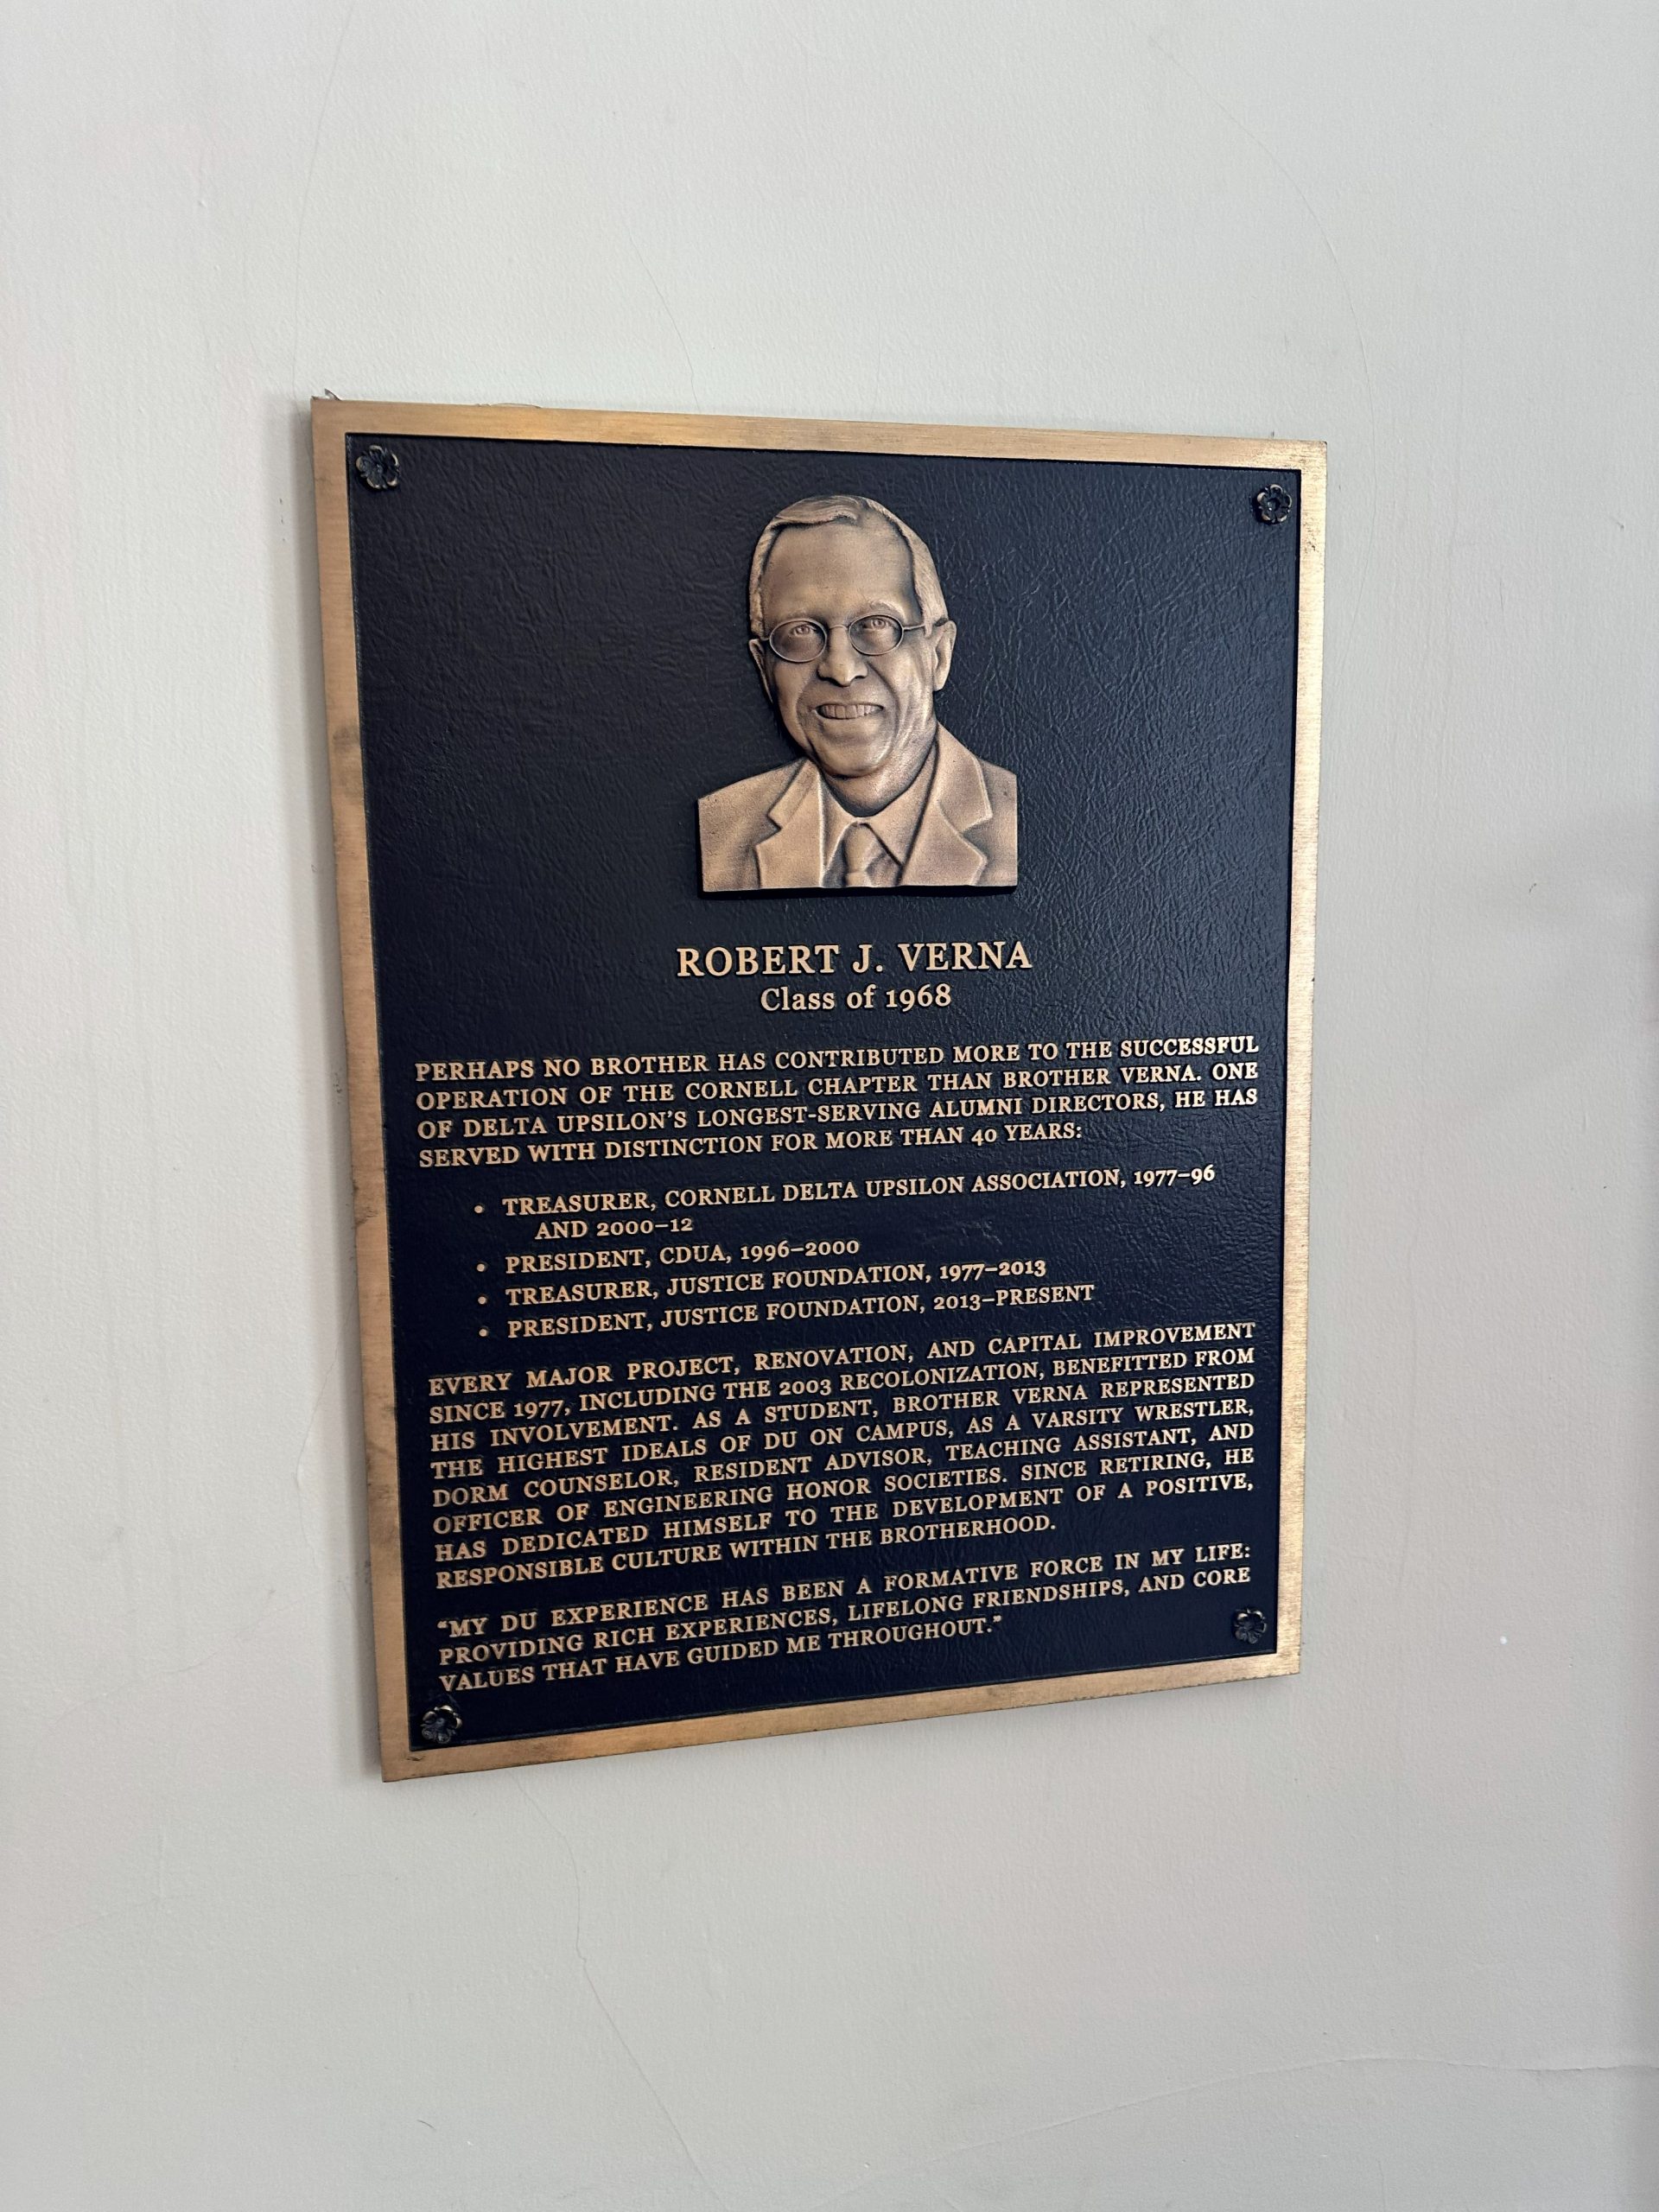 ROBERT J. VERNA
Class of 1968
PERHAPS NO BROTHER HAS CONTRIBUTED MORE TO THE SUCCESSFUL
OPERATION OF THE CORNELL CHAPTER THAN BROTHER VERNA. ONE
OF DELTA UPSILON'S LONGEST-SERVING ALUMNI DIRECTORS, HE HAS
SERVED WITH DISTINCTION FOR MORE THAN 40 YEARS:
• TREASURER, CORNELL DELTA UPSILON ASSOCIATION, 1977–96
AND 2000–12
• PRESIDENT, CDUA, 1996–2000
• TREASURER, JUSTICE FOUNDATION, 1977–2013
• PRESIDENT, JUSTICE FOUNDATION, 2013–PRESENT
EVERY MAJOR PROJECT, RENOVATION, AND CAPITAL IMPROVEMENT
SINCE 1977, INCLUDING THE 2003 RECOLONIZATION, BENEFITTED FROM
HIS INVOLVEMENT. AS A STUDENT, BROTHER VERNA REPRESENTED
THE HIGHEST IDEALS OF DU ON CAMPUS, AS A VARSITY WRESTLER,
DORM COUNSELOR, RESIDENT ADVISOR, TEACHING ASSISTANT, AND
OFFICER OF ENGINEERING HONOR SOCIETIES. SINCE RETIRING, HE
HAS DEDICATED HIMSELF TO THE DEVELOPMENT OF A POSITIVE,
RESPONSIBLE CULTURE WITHIN THE BROTHERHOOD.
“MY DU EXPERIENCE HAS BEEN A FORMATIVE FORCE IN MY LIFE:
PROVIDING RICH EXPERIENCES, LIFELONG FRIENDSHIPS, AND CORE
VALUES THAT HAVE GUIDED ME THROUGHOUT.”